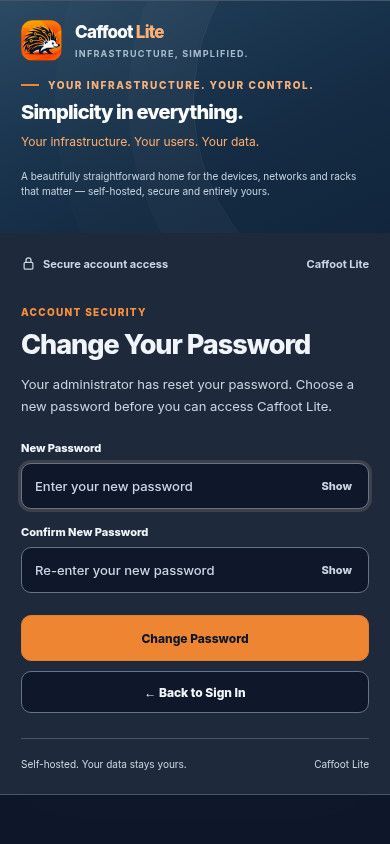 Caffoot Lite
INFRASTRUCTURE, SIMPLIFIED.
YOUR INFRASTRUCTURE. YOUR CONTROL.
Simplicity in everything.
Your infrastructure. Your users. Your data.
A beautifully straightforward home for the devices, networks and racks
that matter — self-hosted, secure and entirely yours.
Secure account access
Caffoot Lite
ACCOUNT SECURITY
Change Your Password
Your administrator has reset your password. Choose a
new password before you can access Caffoot Lite.
New Password
Enter your new password
Show
Confirm New Password
Re-enter your new password
Show
Change Password
← Back to Sign In
Self-hosted. Your data stays yours.
Caffoot Lite